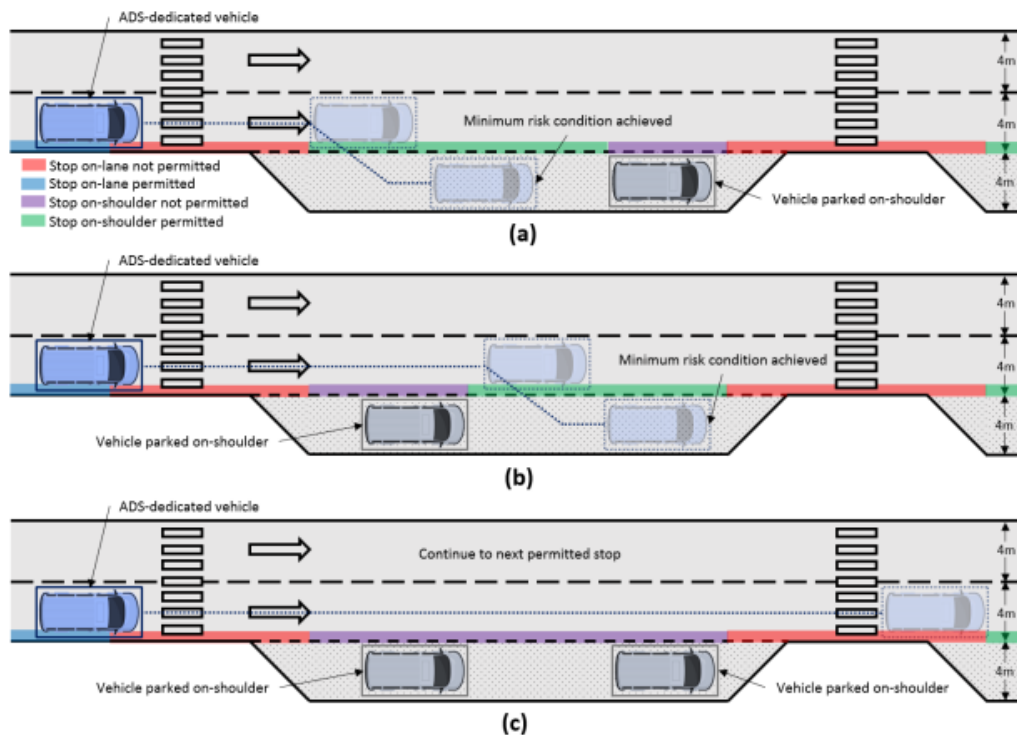 ADS-dedicated vehicle
4m
Minimum risk condition achieved
4m
Stop on-lane not permitted
Stop on-lane permitted
Stop on-shoulder not permitted
Stop on-shoulder permitted
4m
Vehicle parked on-shoulder
(a)
ADS-dedicated vehicle
4m
Minimum risk condition achieved
4m
Vehicle parked on-shoulder
4m
(b)
ADS-dedicated vehicle
Continue to next permitted stop
4m
4m
Vehicle parked on-shoulder
Vehicle parked on-shoulder
4m
(c)